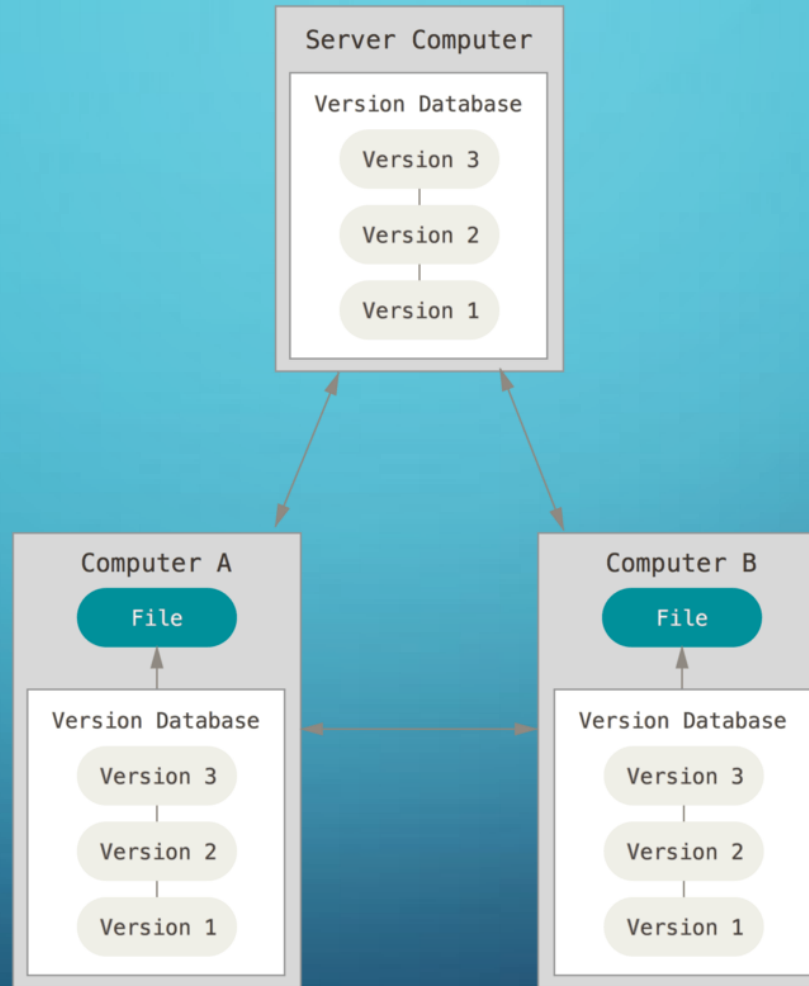 Server Computer
Version Database
Version 3
Version 2
Version 1
Computer A
File
Version Database
Version 3
Version 2
Version 1
Computer B
File
Version Database
Version 3
Version 2
Version 1